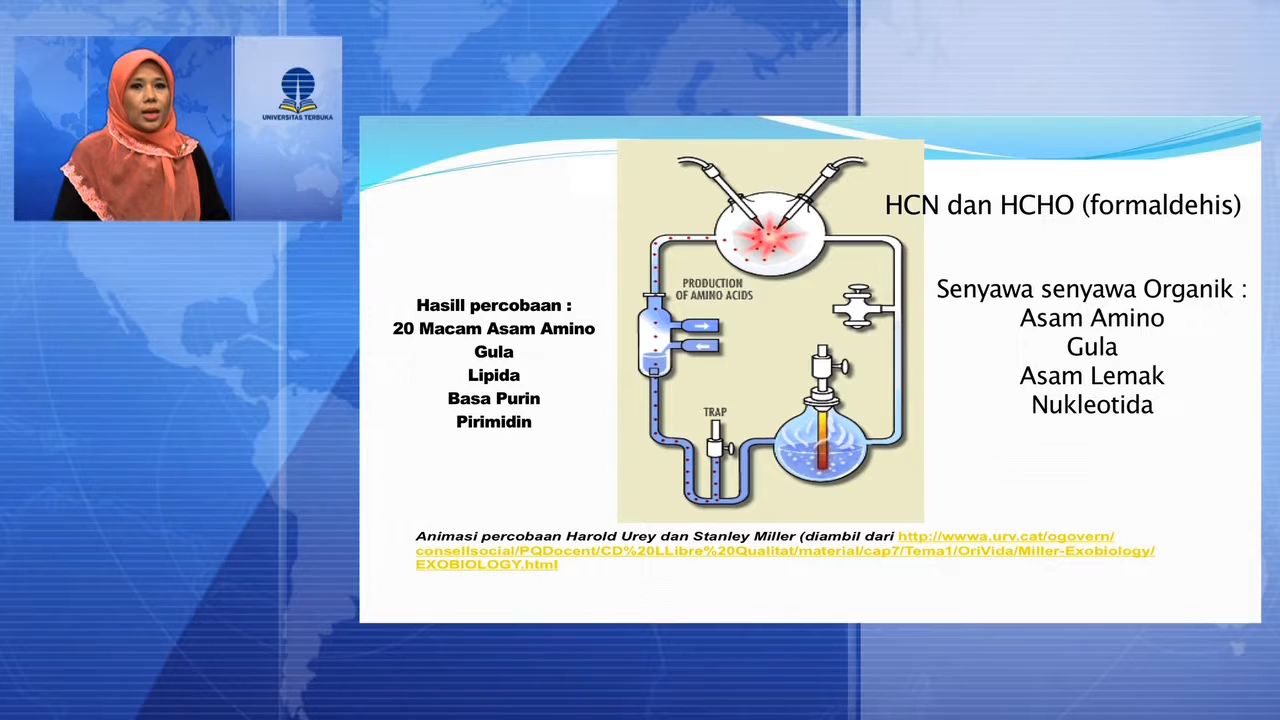 UNIVERSITAS TERBUKA
HCN dan HCHO (formaldehis)
PRODUCTION
OF AMINO ACIDS
TRAP
Hasill percobaan :
20 Macam Asam Amino
Gula
Lipida
Basa Purin
Pirimidin
Senyawa senyawa Organik :
Asam Amino
Gula
Asam Lemak
Nukleotida
Animasi percobaan Harold Urey dan Stanley Miller (diambil dari http://wwwa.urv.cat/ogovern/
consellsocial/PQDocent/CD%20LLibre%20Qualitat/material/cap7/Tema1/OriVida/Miller-Exobiology/
EXOBIOLOGY.html